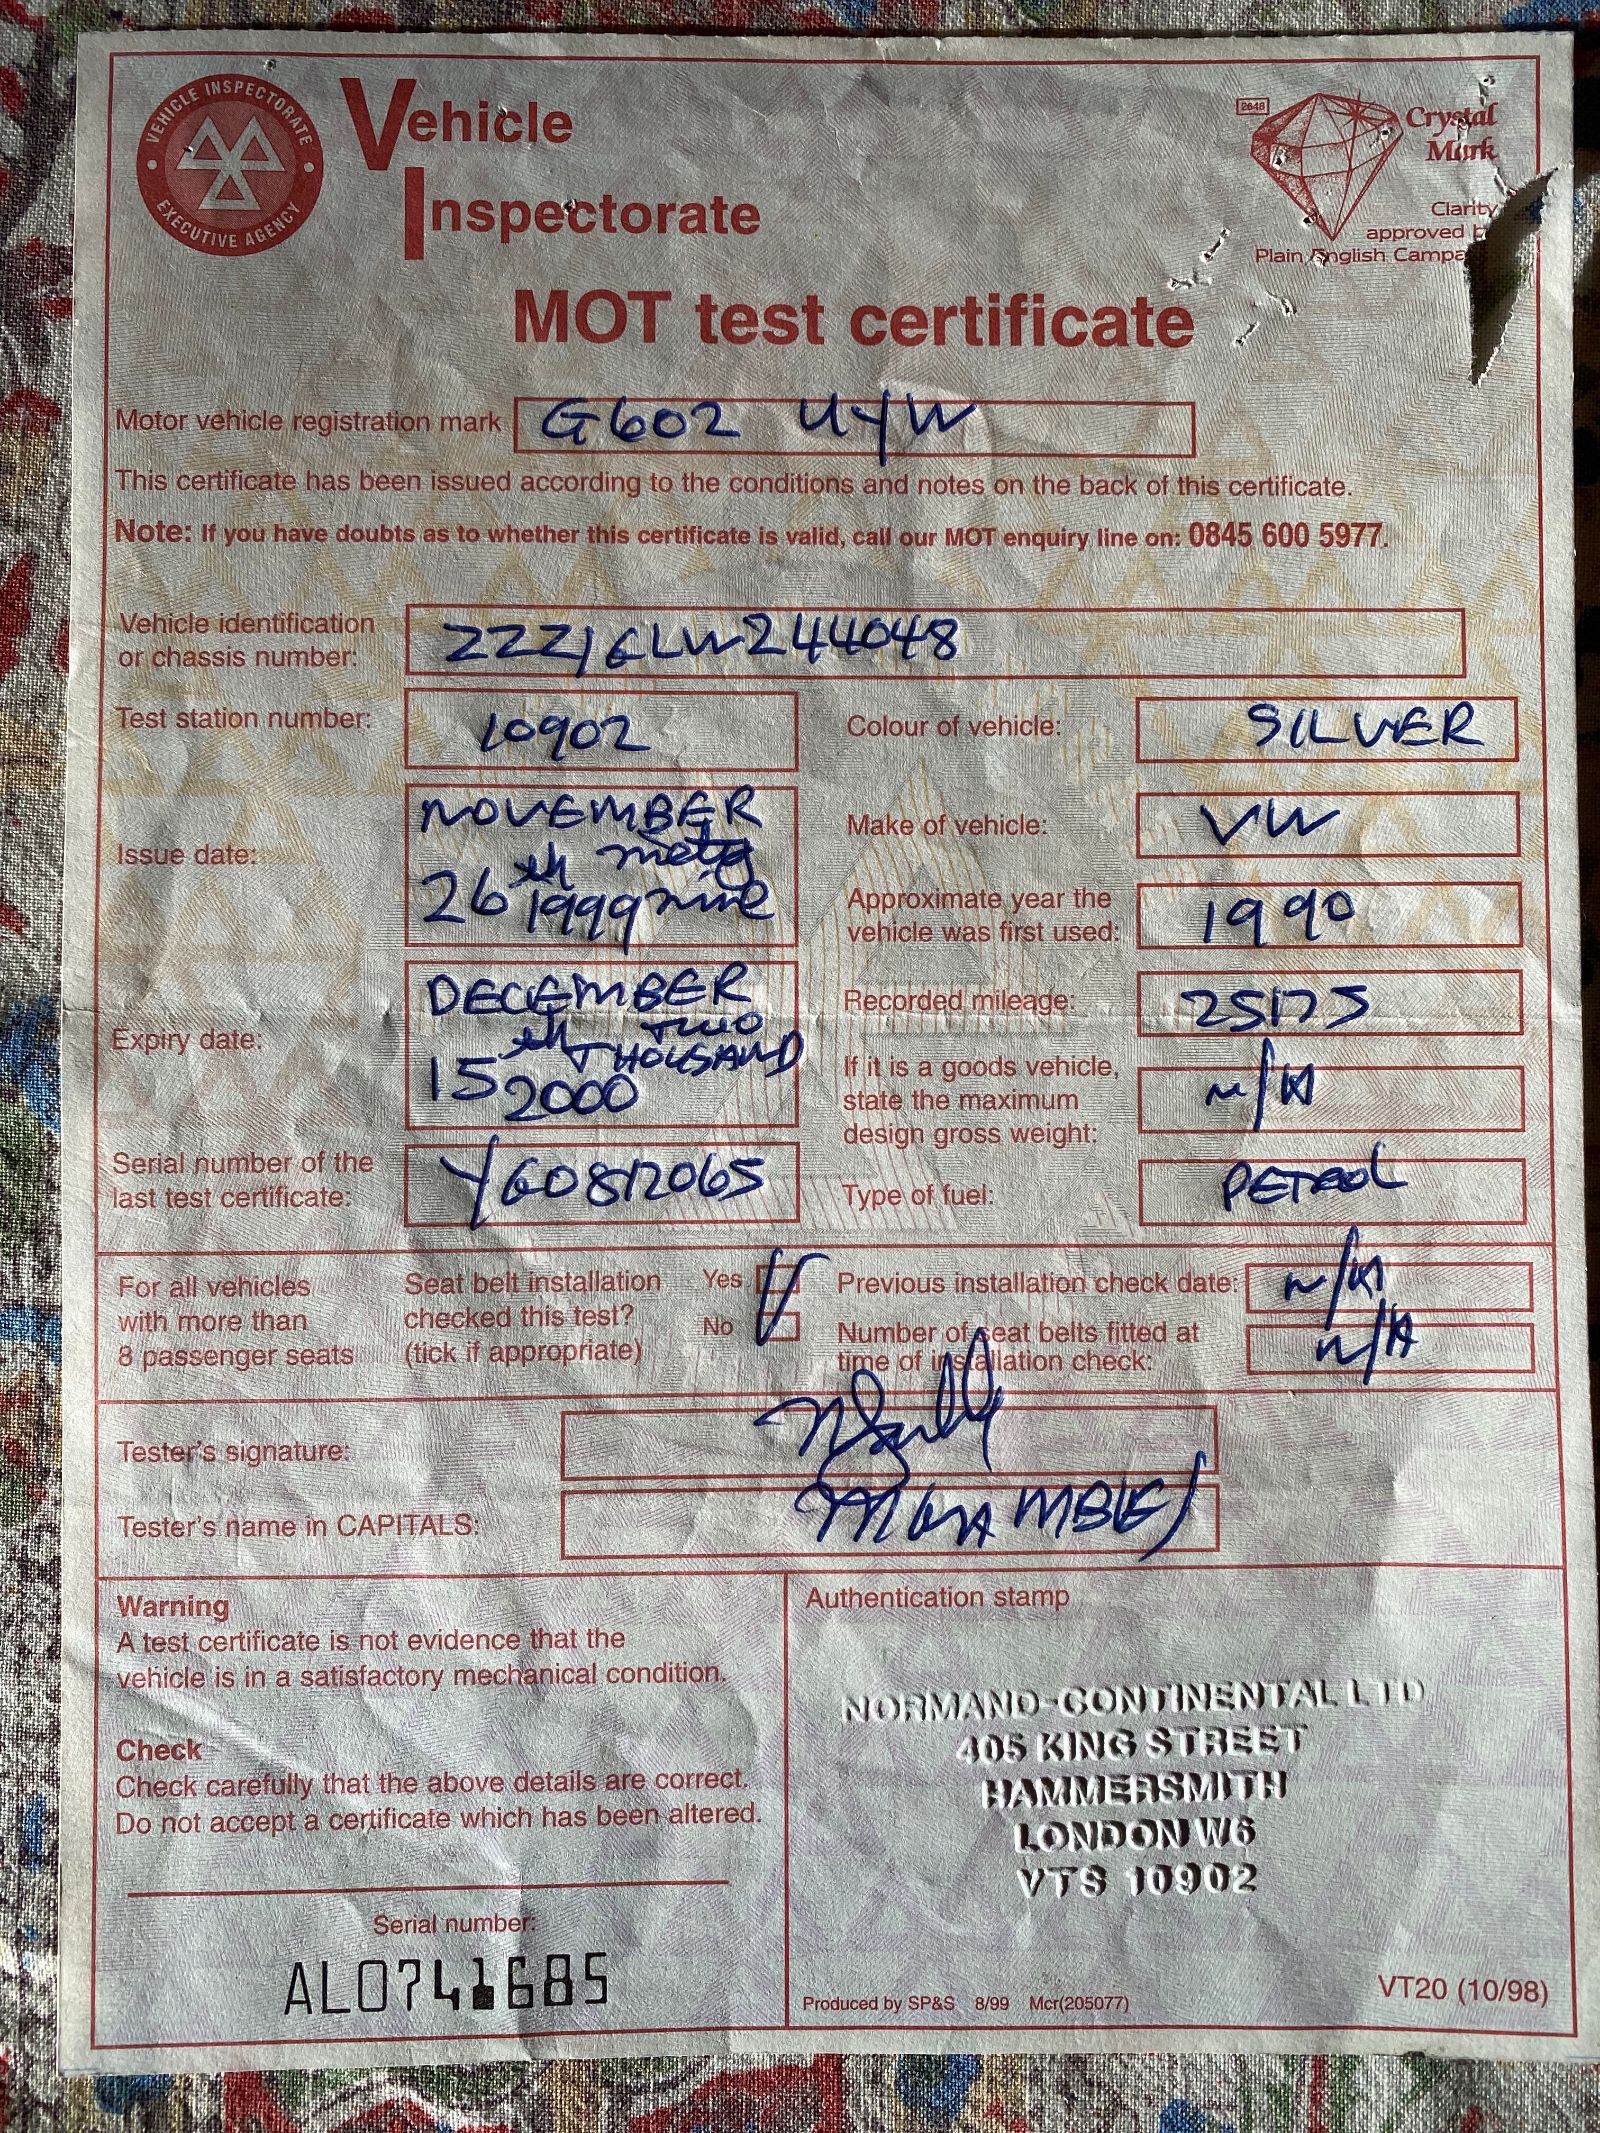 VEHICLE INSPECTORATE
EXECUTIVE AGENCY
Vehicle
Inspectorate
2648
Crystal
Mark
Clarity
approved
Plain English
MOT test certificate
Motor vehicle registration mark G602 UYW
This certificate has been issued according to the conditions and notes on the back of this certificate.
Note: If you have doubts as to whether this certificate is valid, call our MOT enquiry line on: 0845 600 5977.
Vehicle identification
or chassis number: ZZZ1GLW244048
Test station number: 10902
Colour of vehicle: SILVER
Issue date: NOVEMBER
26th 1999 nine
Make of vehicle: VW
Approximate year the
vehicle was first used: 1990
Expiry date: DECEMBER
15th TWO
THOUSAND
2000
Recorded mileage: 25175
If it is a goods vehicle,
state the maximum
design gross weight: N/A
Serial number of the
last test certificate: YG0812065
Type of fuel: PETROL
For all vehicles
with more than
8 passenger seats
Seat belt installation
checked this test?
(tick if appropriate)
Yes
No
Previous installation check date: N/A
Number of seat belts fitted at
time of installation check: N/A
Tester's signature:
Tester's name in CAPITALS:
Warning
A test certificate is not evidence that the
vehicle is in a satisfactory mechanical condition.
Check
Check carefully that the above details are correct.
Do not accept a certificate which has been altered.
Serial number:
AL0741685
Authentication stamp
NORMAND-CONTINENTAL LTD
405 KING STREET
HAMMERSMITH
LONDON W6
VTS 10902
Produced by SP&S 8/99 Mcr(205077)
VT20 (10/98)